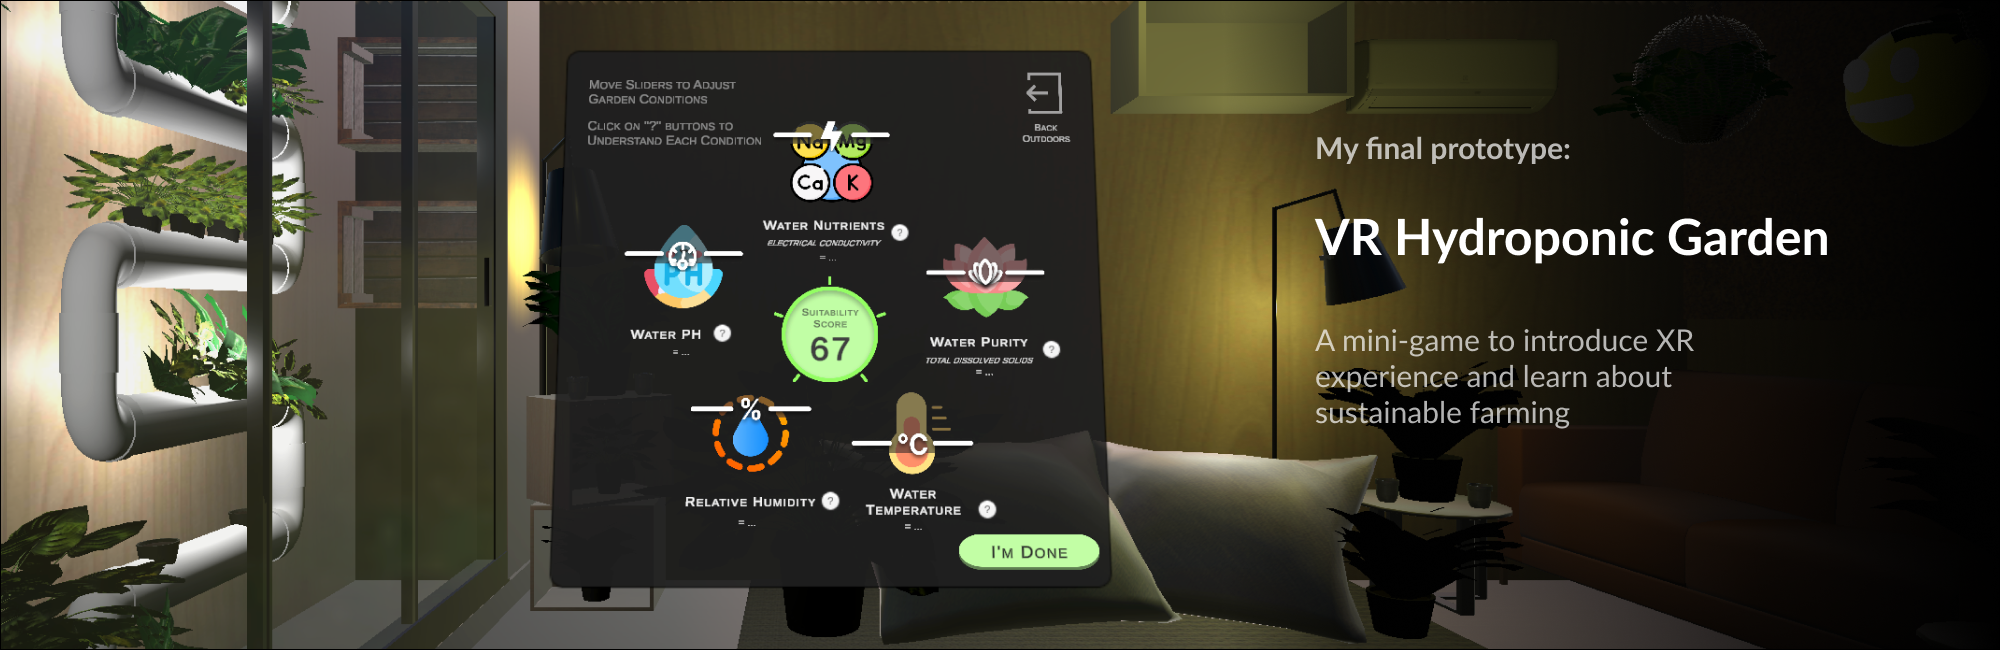 MOVE SLIDERS TO ADJUST
GARDEN CONDITIONS
CLICK ON "?" BUTTONS TO
UNDERSTAND EACH CONDITION
BACK
OUTDOORS
Na Mg
Ca K
WATER NUTRIENTS ?
ELECTRICAL CONDUCTIVITY
= ...
PH
WATER PH ?
= ...
SUITABILITY
SCORE
67
WATER PURITY ?
TOTAL DISSOLVED SOLIDS
= ...
%
RELATIVE HUMIDITY ?
= ...
°C
WATER
TEMPERATURE ?
= ...
I'M DONE
My final prototype:
VR Hydroponic Garden
A mini-game to introduce XR
experience and learn about
sustainable farming